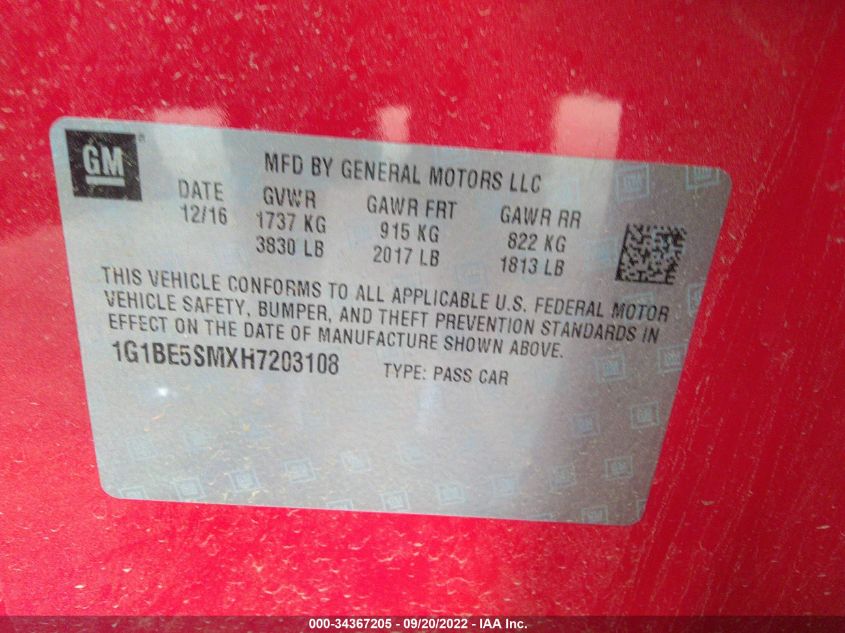 GM
MFD BY GENERAL MOTORS LLC
DATE GVWR GAWR FRT GAWR RR
12/16 1737 KG 915 KG 822 KG
3830 LB 2017 LB 1813 LB
THIS VEHICLE CONFORMS TO ALL APPLICABLE U.S. FEDERAL MOTOR
VEHICLE SAFETY, BUMPER, AND THEFT PREVENTION STANDARDS IN
EFFECT ON THE DATE OF MANUFACTURE SHOWN ABOVE.
1G1BE5SMXH7203108 TYPE: PASS CAR
000-34367205 - 09/20/2022 - IAA Inc.